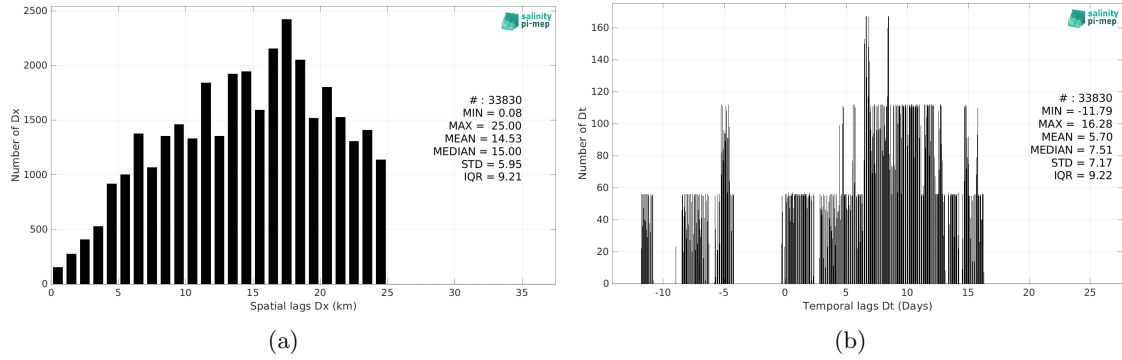 salinity
pi-mep
2500
2000
1500
1000
500
0
Number of Dx
# : 33830
MIN = 0.08
MAX = 25.00
MEAN = 14.53
MEDIAN = 15.00
STD = 5.95
IQR = 9.21
0 5 10 15 20 25 30 35
Spatial lags Dx (km)
(a)
salinity
pi-mep
160
140
120
100
80
60
40
20
0
Number of Dt
# : 33830
MIN = -11.79
MAX = 16.28
MEAN = 5.70
MEDIAN = 7.51
STD = 7.17
IQR = 9.22
-10 -5 0 5 10 15 20 25
Temporal lags Dt (Days)
(b)